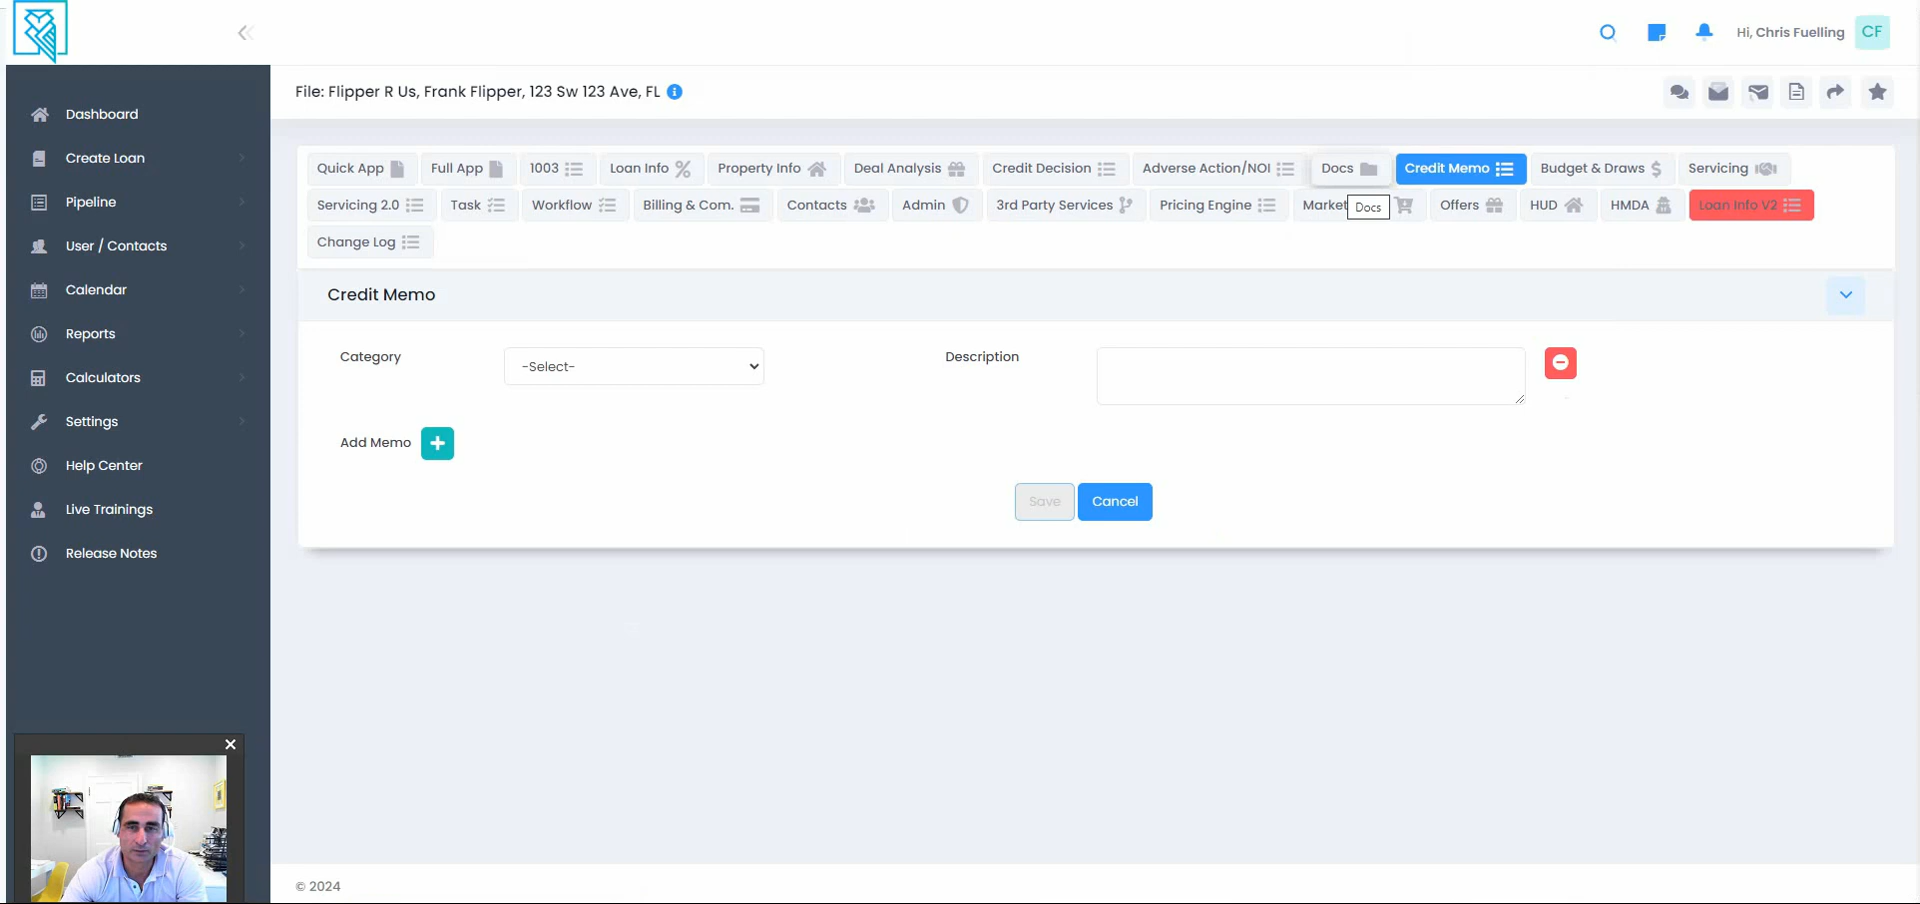 Hi, Chris Fuelling CF
File: Flipper R Us, Frank Flipper, 123 Sw 123 Ave, FL
Dashboard
Create Loan
Pipeline
User / Contacts
Calendar
Reports
Calculators
Settings
Help Center
Live Trainings
Release Notes
Quick App Full App 1003 Loan Info Property Info Deal Analysis Credit Decision Adverse Action/NOI Docs Credit Memo Budget & Draws Servicing
Servicing 2.0 Task Workflow Billing & Com. Contacts Admin 3rd Party Services Pricing Engine Market Docs Offers HUD HMDA Loan Info V2
Change Log
Credit Memo
Category -Select- Description
Add Memo
Save Cancel
© 2024